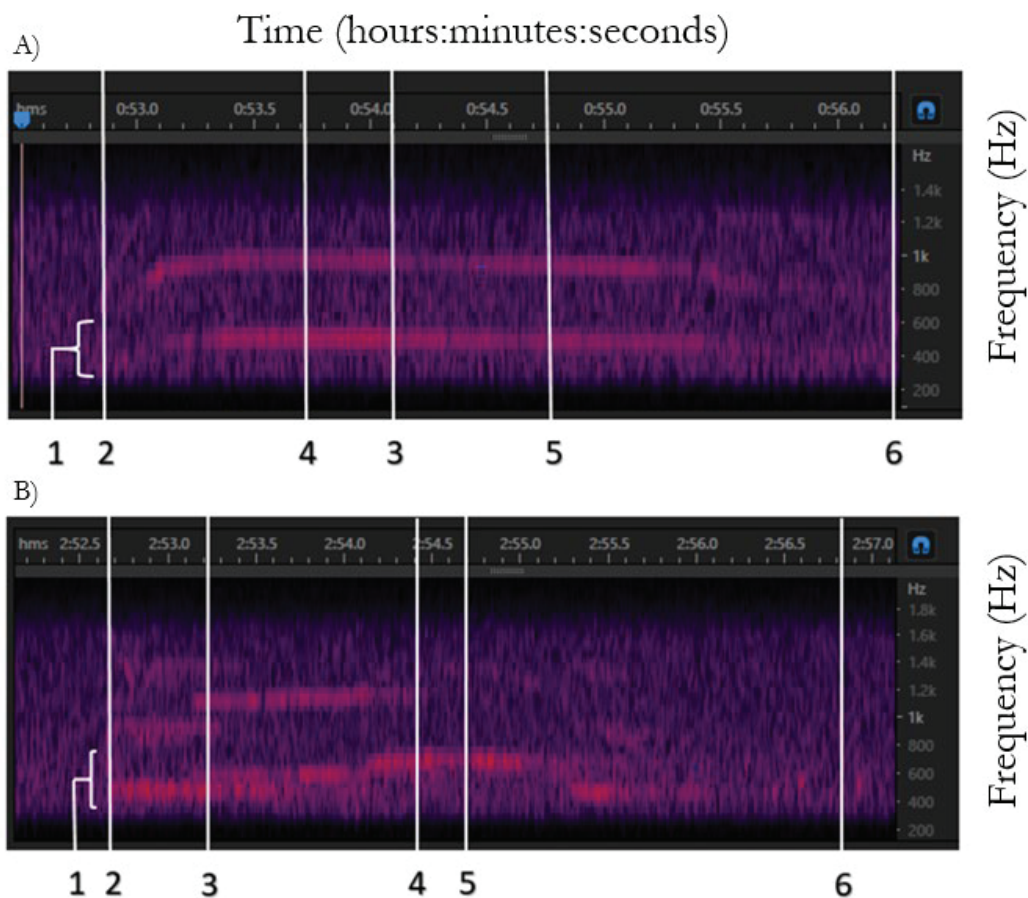 Time (hours:minutes:seconds)
A)
hms 0:53.0 0:53.5 0:54.0 0:54.5 0:55.0 0:55.5 0:56.0
Hz
1.4k
1.2k
1k
800
600
400
200
Frequency (Hz)
1 2 4 3 5 6
B)
hms 2:52.5 2:53.0 2:53.5 2:54.0 2:54.5 2:55.0 2:55.5 2:56.0 2:56.5 2:57.0
Hz
1.8k
1.6k
1.4k
1.2k
1k
800
600
400
200
Frequency (Hz)
1 2 3 4 5 6